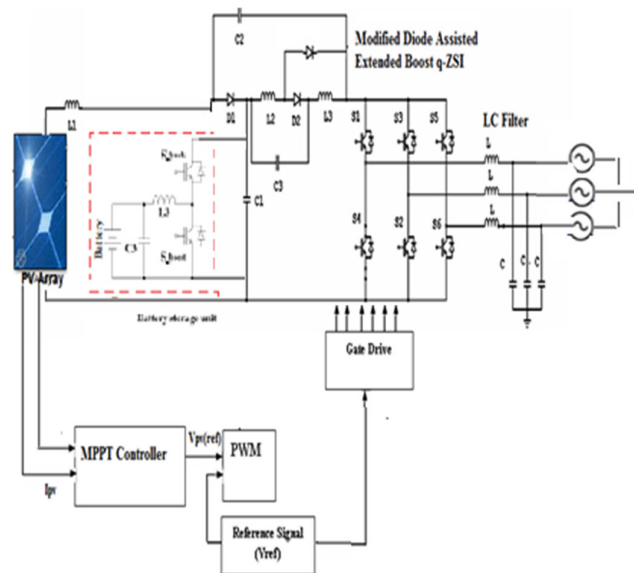 C2
Modified Diode Assisted
Extended Boost q-ZSI
L1
D1
L2
D2
L3
S1
S3
S5
LC Filter
C3
C1
L
L
L
S_buck
L3
Battery
C3
S_boost
S4
S2
S6
C
C
C
PV-Array
Battery storage unit
Gate Drive
MPPT Controller
Vpv(ref)
PWM
Ipv
Reference Signal
(Vref)